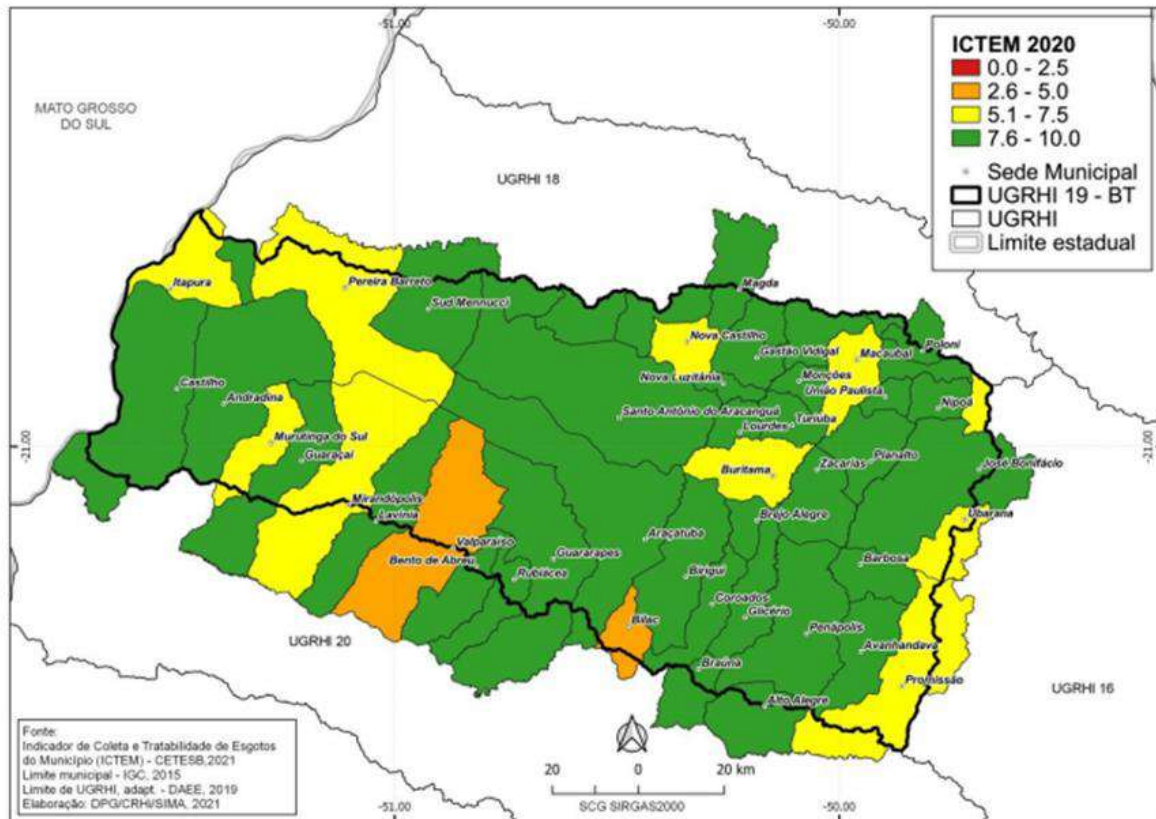 -51.00
-50.00
ICTEM 2020
0.0 - 2.5
2.6 - 5.0
5.1 - 7.5
7.6 - 10.0
Sede Municipal
UGRHI 19 - BT
UGRHI
Limite estadual
MATO GROSSO
DO SUL
UGRHI 18
Itapura
Pereira Barreto
Sud Mennucci
Magda
Nova Castilho
Gastão Vidigal
Macaubal
Poloni
Castilho
Andradina
Nova Luzitânia
Monções
União Paulista
Nipoã
Santo Antônio do Aracanguá
Turiuba
Lourdes
-21.00
-21.00
Murutinga do Sul
Guaraçaí
Buritama
Zacarias
Planalto
José Bonifácio
Mirandópolis
Lavínia
Brejo Alegre
Ubarana
Valparaíso
Araçatuba
Bento de Abreu
Guararapes
Rubiácea
Birigui
Barbosa
Coroados
Glicério
Bilac
Penápolis
Avanhandava
UGRHI 20
Braúna
Promissão
UGRHI 16
Alto Alegre
Fonte:
Indicador de Coleta e Tratabilidade de Esgotos
do Município (ICTEM) - CETESB,2021
Limite municipal - IGC, 2015
Limite de UGRHI, adapt. - DAEE, 2019
Elaboração: DPG/CRHi/SIMA, 2021
20 0 20 km
SCG SIRGAS2000
-51.00
-50.00